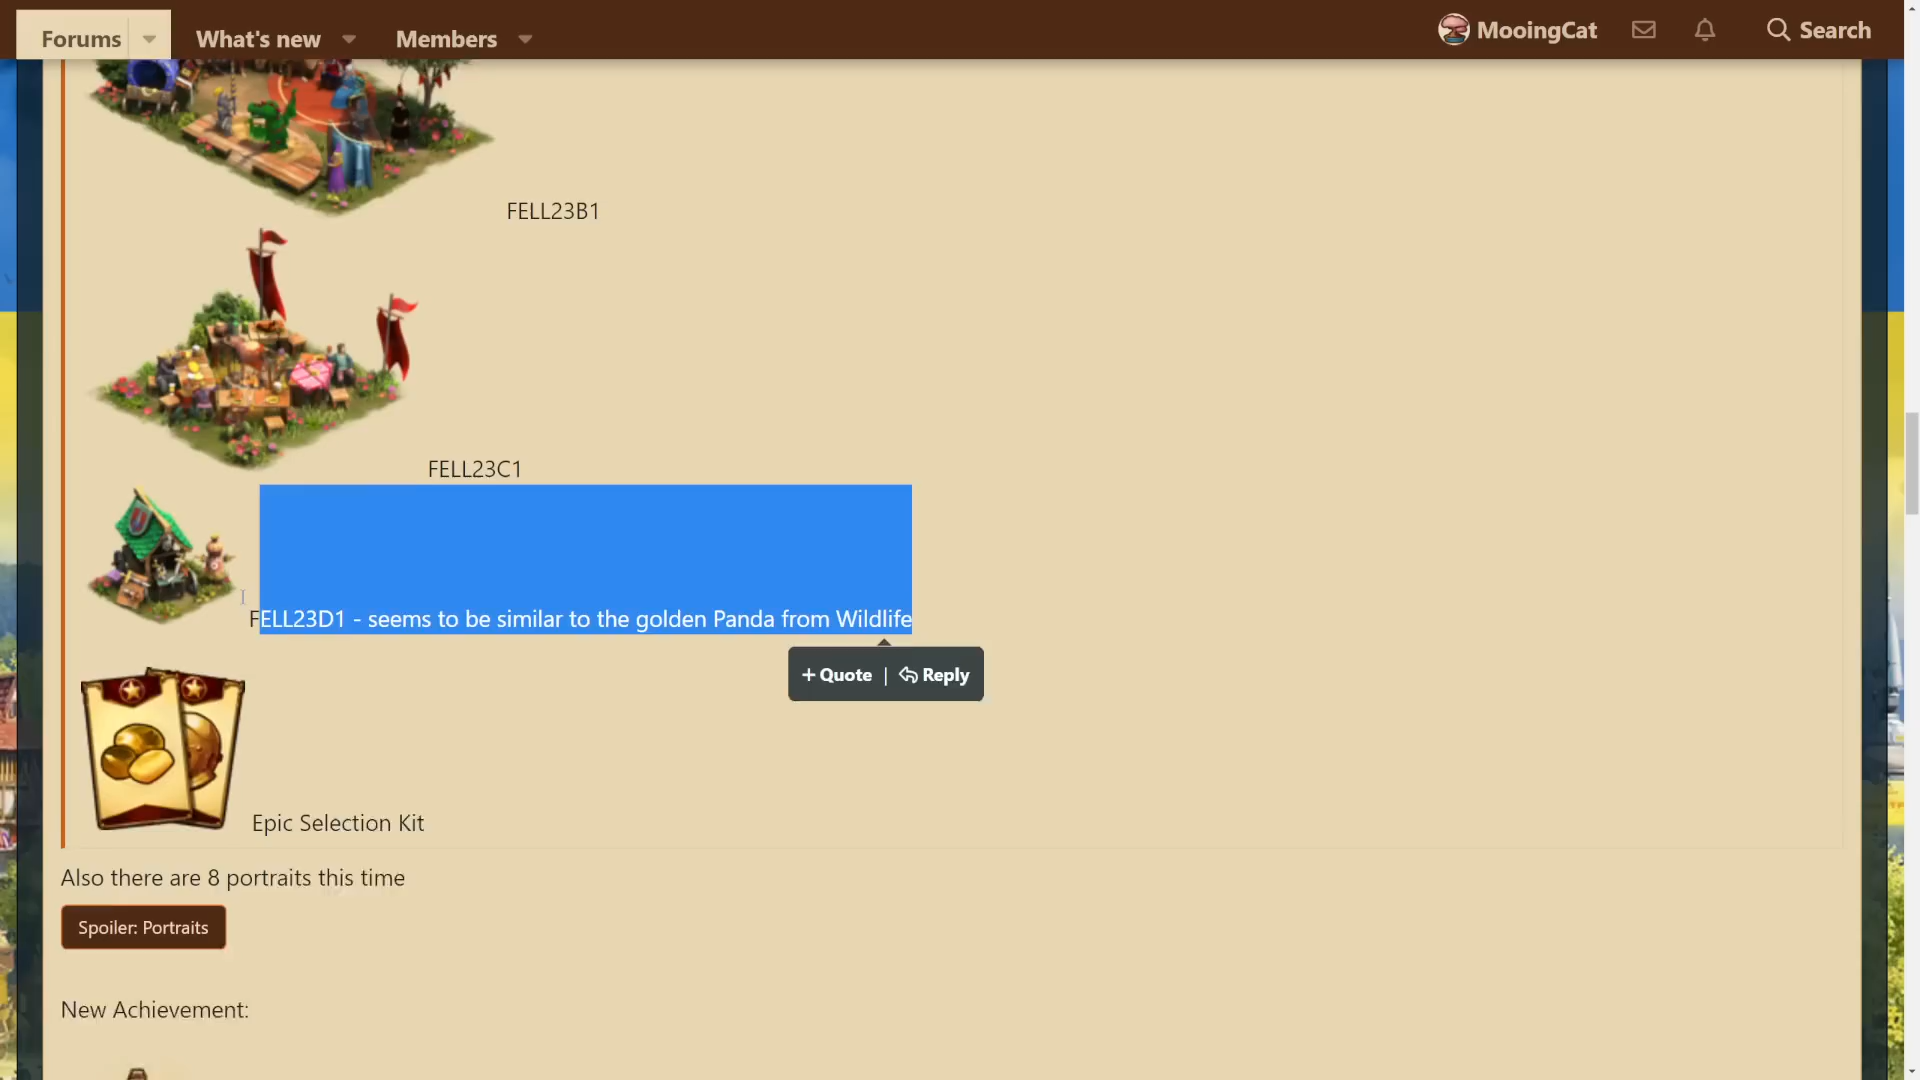 Forums
What's new
Members
MooingCat
Search
FELL23B1
FELL23C1
FELL23D1 - seems to be similar to the golden Panda from Wildlife
+ Quote | Reply
Epic Selection Kit
Also there are 8 portraits this time
Spoiler: Portraits
New Achievement: